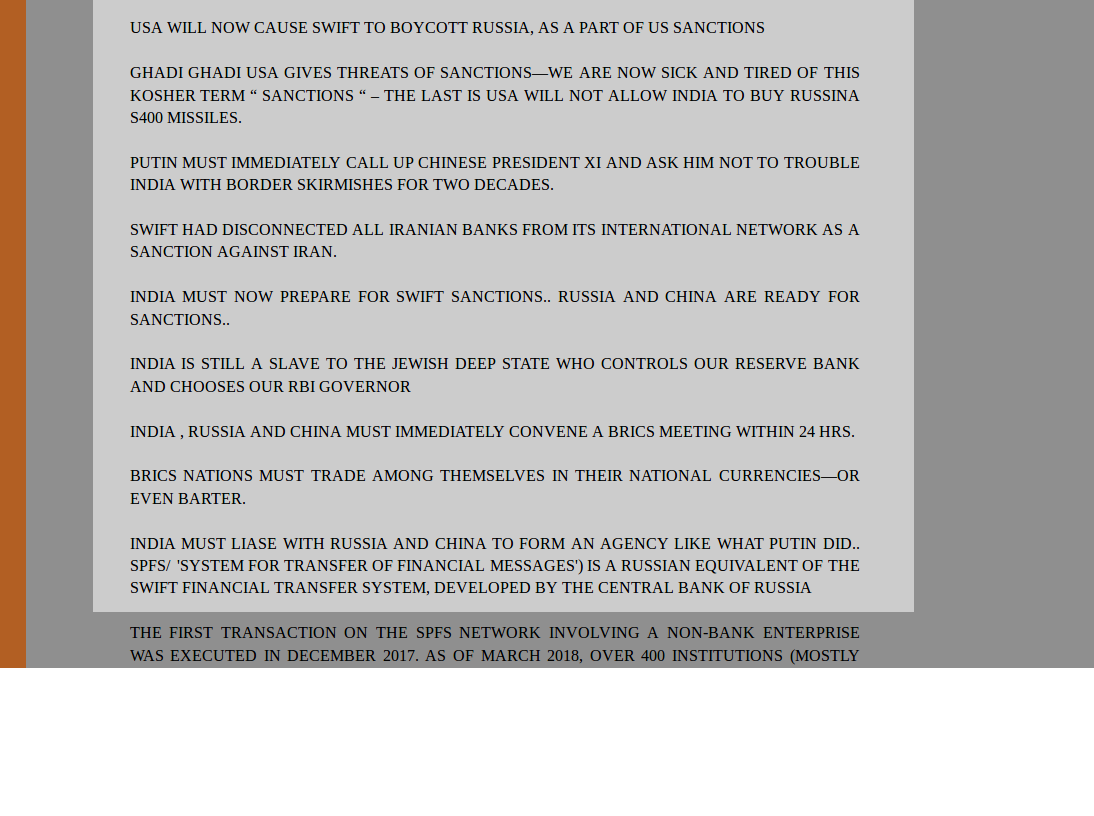 USA WILL NOW CAUSE SWIFT TO BOYCOTT RUSSIA, AS A PART OF US SANCTIONS
GHADI GHADI USA GIVES THREATS OF SANCTIONS—WE ARE NOW SICK AND TIRED OF THIS
KOSHER TERM “ SANCTIONS “ – THE LAST IS USA WILL NOT ALLOW INDIA TO BUY RUSSINA
S400 MISSILES.
PUTIN MUST IMMEDIATELY CALL UP CHINESE PRESIDENT XI AND ASK HIM NOT TO TROUBLE
INDIA WITH BORDER SKIRMISHES FOR TWO DECADES.
SWIFT HAD DISCONNECTED ALL IRANIAN BANKS FROM ITS INTERNATIONAL NETWORK AS A
SANCTION AGAINST IRAN.
INDIA MUST NOW PREPARE FOR SWIFT SANCTIONS.. RUSSIA AND CHINA ARE READY FOR
SANCTIONS..
INDIA IS STILL A SLAVE TO THE JEWISH DEEP STATE WHO CONTROLS OUR RESERVE BANK
AND CHOOSES OUR RBI GOVERNOR
INDIA , RUSSIA AND CHINA MUST IMMEDIATELY CONVENE A BRICS MEETING WITHIN 24 HRS.
BRICS NATIONS MUST TRADE AMONG THEMSELVES IN THEIR NATIONAL CURRENCIES—OR
EVEN BARTER.
INDIA MUST LIASE WITH RUSSIA AND CHINA TO FORM AN AGENCY LIKE WHAT PUTIN DID..
SPFS/ 'SYSTEM FOR TRANSFER OF FINANCIAL MESSAGES') IS A RUSSIAN EQUIVALENT OF THE
SWIFT FINANCIAL TRANSFER SYSTEM, DEVELOPED BY THE CENTRAL BANK OF RUSSIA
THE FIRST TRANSACTION ON THE SPFS NETWORK INVOLVING A NON-BANK ENTERPRISE
WAS EXECUTED IN DECEMBER 2017. AS OF MARCH 2018, OVER 400 INSTITUTIONS (MOSTLY